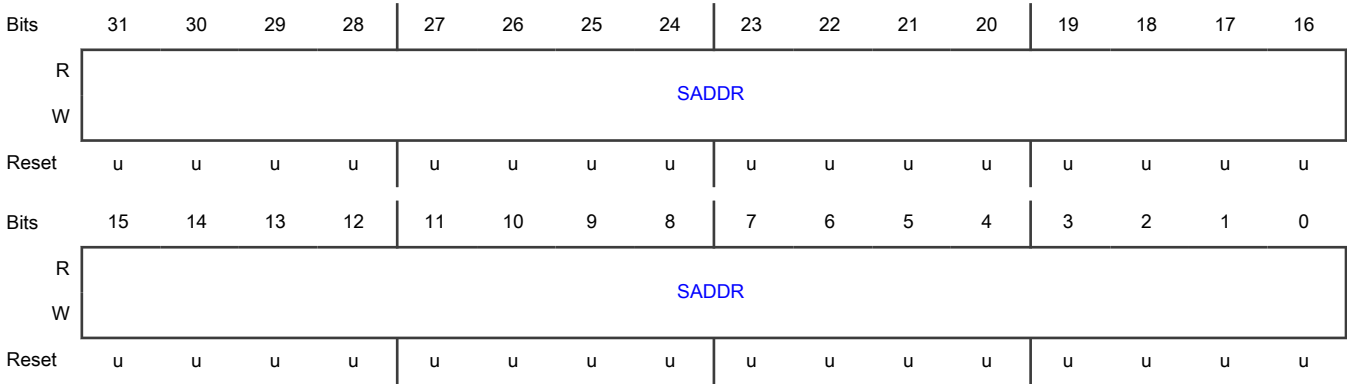 Bits 31 30 29 28 27 26 25 24 23 22 21 20 19 18 17 16
R
SADDR
W
Reset u u u u u u u u u u u u u u u u
Bits 15 14 13 12 11 10 9 8 7 6 5 4 3 2 1 0
R
SADDR
W
Reset u u u u u u u u u u u u u u u u